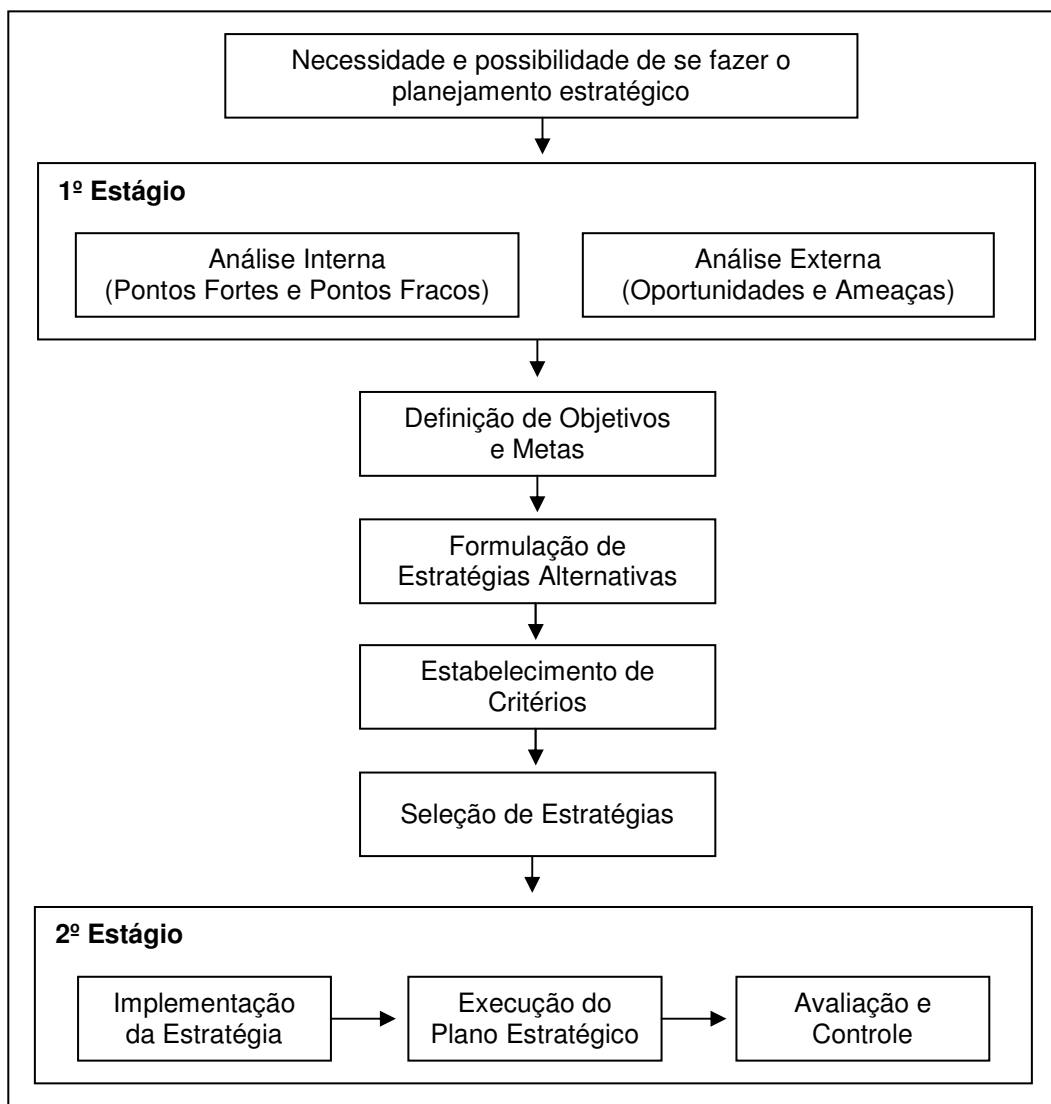 Necessidade e possibilidade de se fazer o
planejamento estratégico
1º Estágio
Análise Interna
(Pontos Fortes e Pontos Fracos)
Análise Externa
(Oportunidades e Ameaças)
Definição de Objetivos
e Metas
Formulação de
Estratégias Alternativas
Estabelecimento de
Critérios
Seleção de Estratégias
2º Estágio
Implementação
da Estratégia
Execução do
Plano Estratégico
Avaliação e
Controle